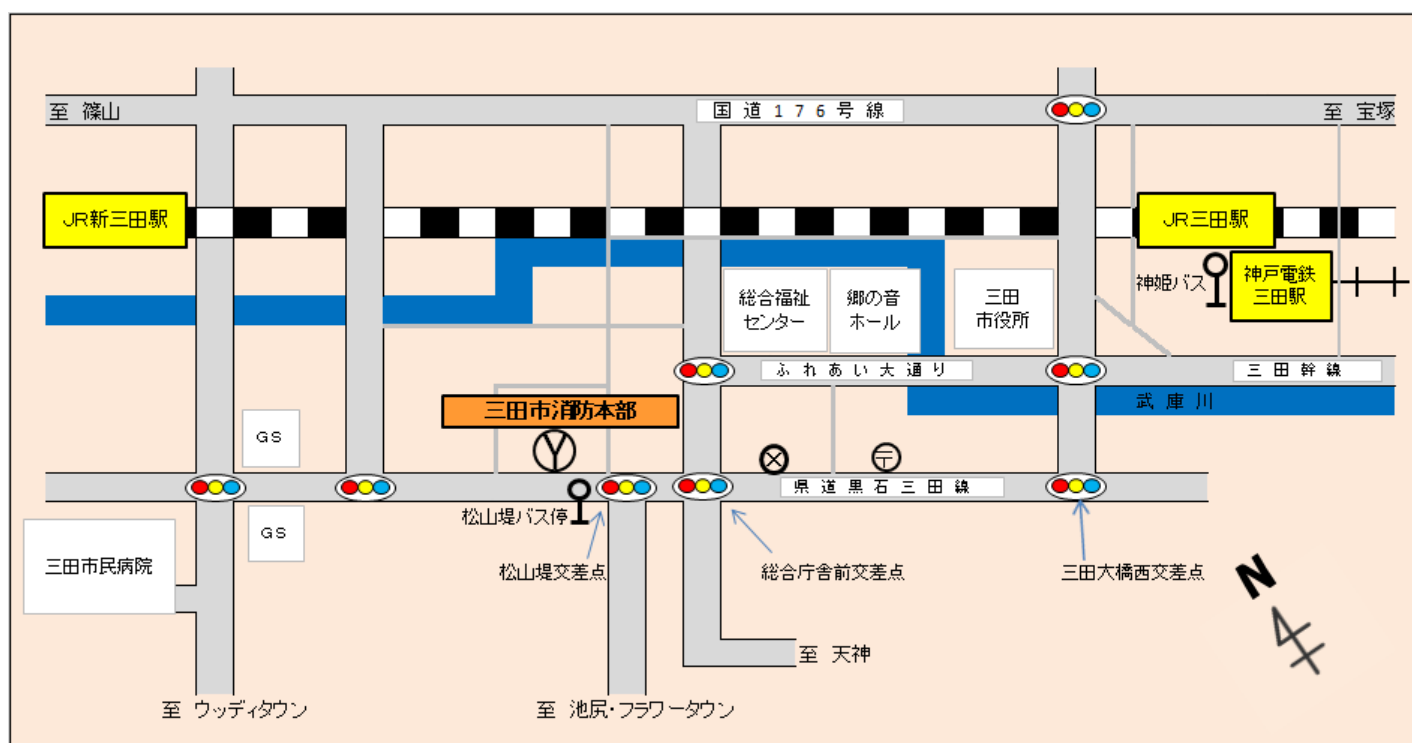 国道176号線
至 篠山
至 宝塚
JR新三田駅
JR三田駅
神姫バス
神戸電鉄
三田駅
総合福祉
センター
郷の音
ホール
三田
市役所
ふれあい大通り
三田幹線
武庫川
三田市消防本部
GS
〒
県道黒石三田線
松山堤バス停
GS
三田市民病院
松山堤交差点
総合庁舎前交差点
三田大橋西交差点
N
至 天神
至 ウッディタウン
至 池尻・フラワータウン